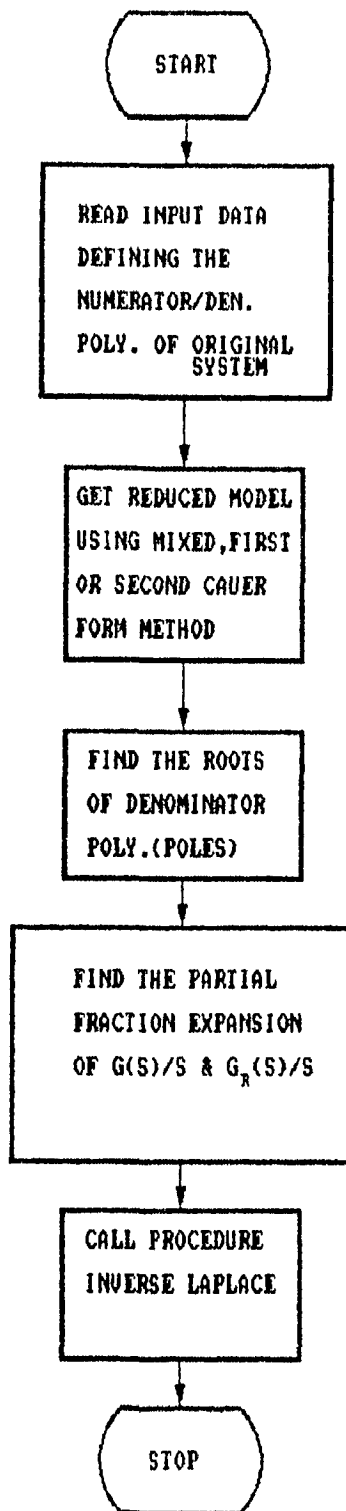 START
READ INPUT DATA
DEFINING THE
NUMERATOR/DEN.
POLY. OF ORIGINAL
SYSTEM
GET REDUCED MODEL
USING MIXED,FIRST
OR SECOND CAUER
FORM METHOD
FIND THE ROOTS
OF DENOMINATOR
POLY.(POLES)
FIND THE PARTIAL
FRACTION EXPANSION
OF G(S)/S & G_R(S)/S
CALL PROCEDURE
INVERSE LAPLACE
STOP